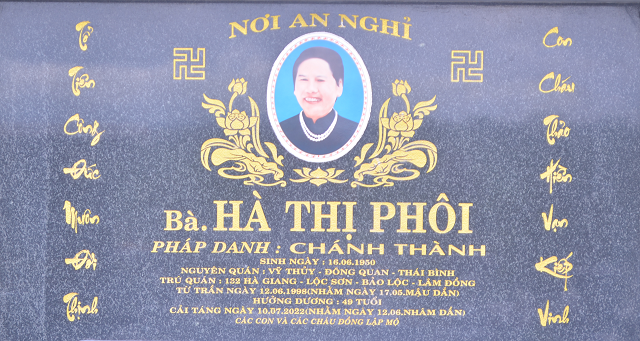 NƠI AN NGHỈ
Tổ
Tiên
Công
Đức
Muôn
Đời
Thịnh
Con
Cháu
Thảo
Hiền
Vạn
Kiếp
Vinh
Bà. HÀ THỊ PHÔI
PHÁP DANH : CHÁNH THÀNH
SINH NGÀY : 16.06.1950
NGUYÊN QUÁN : VỸ THỦY - ĐÔNG QUAN - THÁI BÌNH
TRÚ QUÁN : 132 HÀ GIANG - LỘC SƠN - BẢO LỘC - LÂM ĐỒNG
TỪ TRẦN NGÀY 12.06.1998(NHẰM NGÀY 17.05.MẬU DẦN)
HƯỞNG DƯƠNG : 49 TUỔI
CẢI TÁNG NGÀY 10.07.2022(NHẰM NGÀY 12.06.NHÂM DẦN)
CÁC CON VÀ CÁC CHÁU ĐỒNG LẬP MỘ